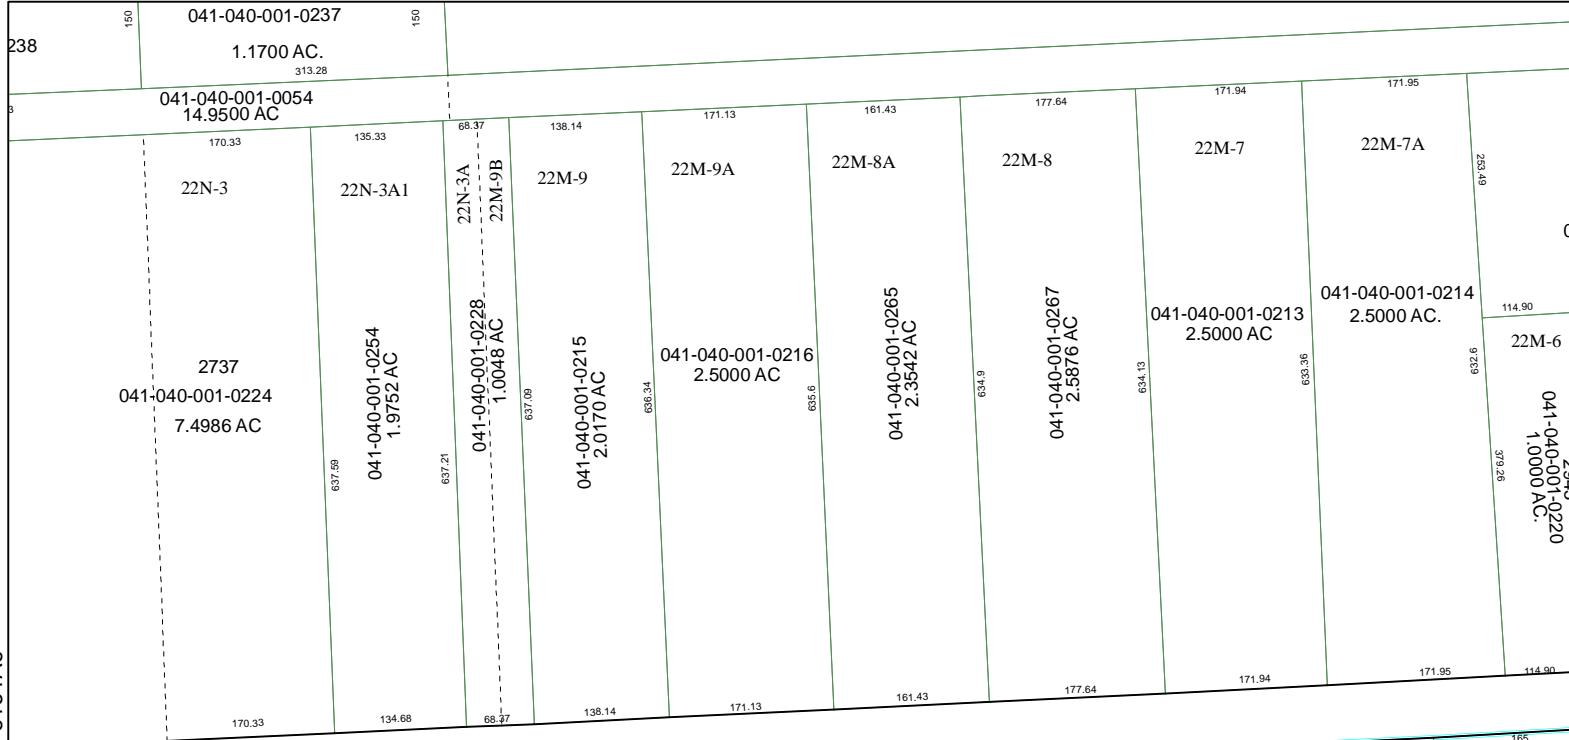 150
041-040-001-0237
150
238
1.1700 AC.
313.28
041-040-001-0054
14.9500 AC
3
170.33
135.33
68.37
138.14
171.13
161.43
177.64
171.94
171.95
22N-3
22N-3A1
22N-3A
22M-9B
22M-9
22M-9A
22M-8A
22M-8
22M-7
22M-7A
253.49
2737
041-040-001-0224
7.4986 AC
041-040-001-0254
1.9752 AC
041-040-001-0228
1.0048 AC
041-040-001-0215
2.0170 AC
041-040-001-0216
2.5000 AC
041-040-001-0265
2.3542 AC
041-040-001-0267
2.5876 AC
041-040-001-0213
2.5000 AC
041-040-001-0214
2.5000 AC.
114.90
22M-6
041-040-001-0220
1.0000 AC.
637.59
637.21
637.09
636.34
635.6
634.9
634.13
633.36
632.6
379.26
170.33
134.68
68.37
138.14
171.13
161.43
177.64
171.94
171.95
114.90
165